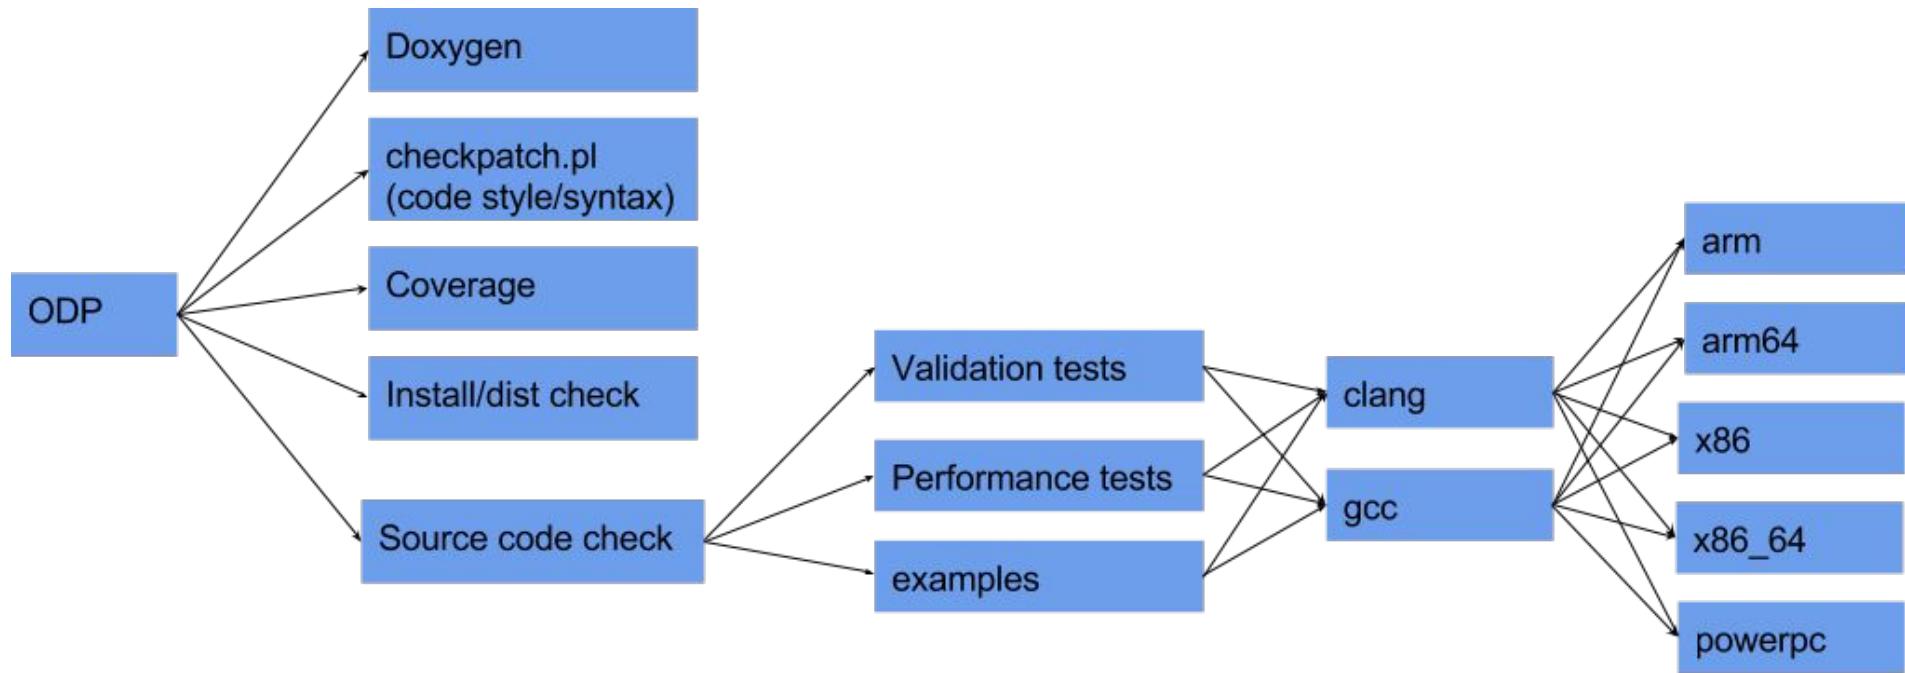 ODP
Doxygen
checkpatch.pl
(code style/syntax)
Coverage
Install/dist check
Source code check
Validation tests
Performance tests
examples
clang
gcc
arm
arm64
x86
x86_64
powerpc